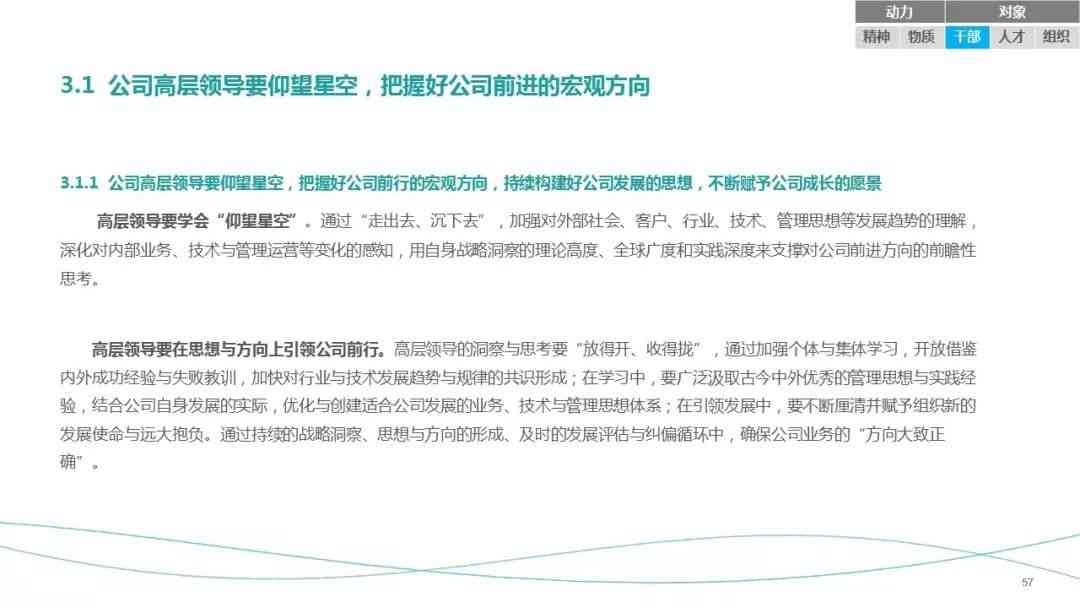 动力 对象
精神 物质 干部 人才 组织
3.1 公司高层领导要仰望星空，把握好公司前进的宏观方向
3.1.1 公司高层领导要仰望星空，把握好公司前行的宏观方向，持续构建好公司发展的思想，不断赋予公司成长的愿景
高层领导要学会“仰望星空”。通过“走出去、沉下去”，加强对外部社会、客户、行业、技术、管理思想等发展趋势的理解，
深化对内部业务、技术与管理运营等变化的感知，用自身战略洞察的理论高度、全球广度和实践深度来支撑对公司前进方向的前瞻性
思考。
高层领导要在思想与方向上引领公司前行。高层领导的洞察与思考要“放得开、收得拢”，通过加强个体与集体学习，开放借鉴
内外成功经验与失败教训，加快对行业与技术发展趋势与规律的共识形成；在学习中，要广泛汲取古今中外优秀的管理思想与实践经
验，结合公司自身发展的实际，优化与创建适合公司发展的业务、技术与管理思想体系；在引领发展中，要不断厘清并赋予组织新的
发展使命与远大抱负。通过持续的战略洞察、思想与方向的形成、及时的发展评估与纠偏循环中，确保公司业务的“方向大致正
确”。
57